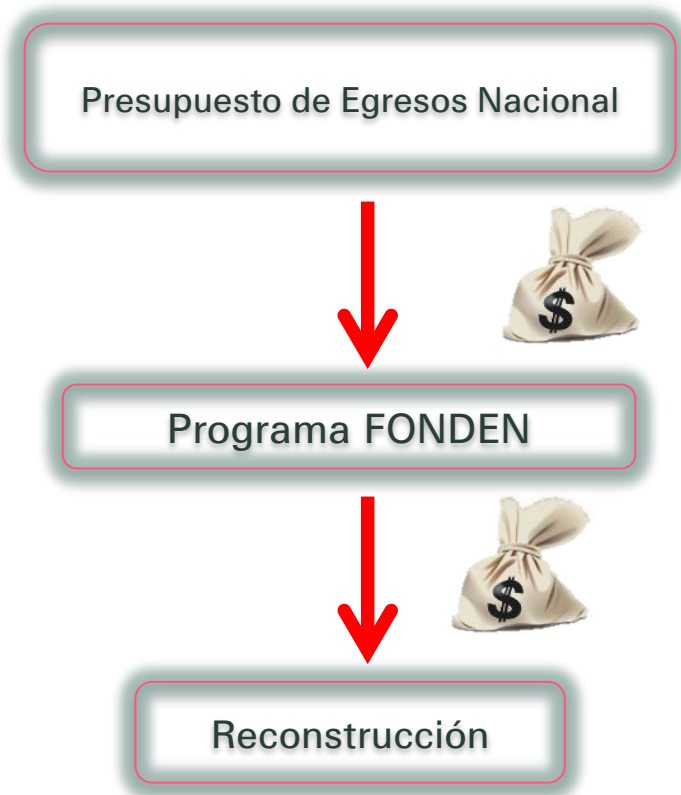 Presupuesto de Egresos Nacional
$
Programa FONDEN
$
Reconstrucción